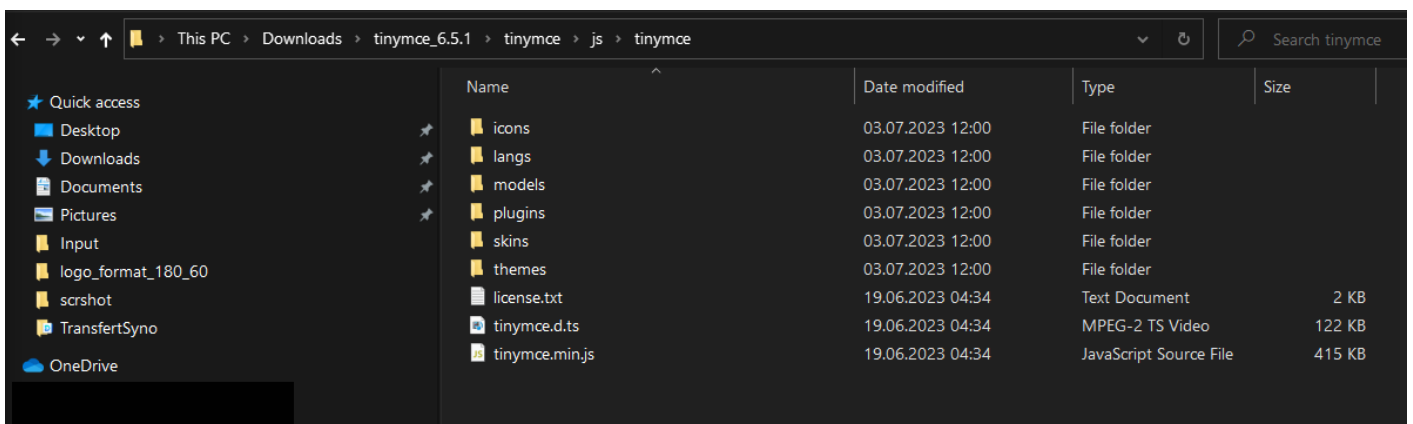 This PC > Downloads > tinymce_6.5.1 > tinymce > js > tinymce
Search tinymce
Name Date modified Type Size
Quick access
Desktop
Downloads
Documents
Pictures
Input
logo_format_180_60
scrshot
TransfertSyno
OneDrive
icons 03.07.2023 12:00 File folder
langs 03.07.2023 12:00 File folder
models 03.07.2023 12:00 File folder
plugins 03.07.2023 12:00 File folder
skins 03.07.2023 12:00 File folder
themes 03.07.2023 12:00 File folder
license.txt 19.06.2023 04:34 Text Document 2 KB
tinymce.d.ts 19.06.2023 04:34 MPEG-2 TS Video 122 KB
tinymce.min.js 19.06.2023 04:34 JavaScript Source File 415 KB